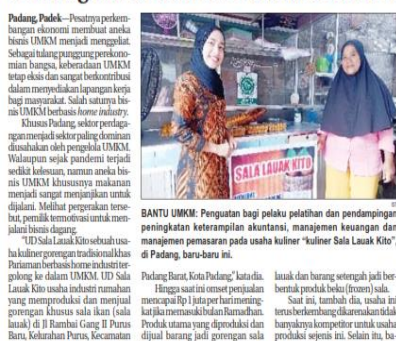 Padang, Padek—Pesatnya perkem-
bangan ekonomi membuat aneka
bisnis UMKM menjadi menggeliat.
Sebagai tulang punggung perekono-
mian bangsa, keberadaan UMKM
tetap eksis dan sangat berkontribusi
dalam menyediakan lapangan kerja
bagi masyarakat. Salah satunya bis-
nis UMKM berbasis home industry.
Khusus Padang, sektor perdaga-
ngan menjadi sektor paling dominan
diusahakan oleh pengelola UMKM.
Walaupun sejak pandemi terjadi
sedikit kelesuan, namun aneka bis-
nis UMKM khususnya makanan
menjadi sangat menjanjikan untuk
dijalani. Melihat pergerakan terse-
but, pemilik termotivasi untuk men-
jalani bisnis dagang.
"UD Sala Lauak Kito sebuah usa-
ha kuliner gorengan tradisional khas
Pariaman berbasis home industri ter-
golong ke dalam UMKM. UD Sala
Lauak Kito usaha industri rumahan
yang memproduksi dan menjual
gorengan khusus sala ikan (sala
lauak) di Jl Rambai Gang II Purus
Baru, Kelurahan Purus, Kecamatan
SALA LAUAK KITO
BANTU UMKM: Penguatan bagi pelaku pelatihan dan pendampingan
peningkatan keterampilan akuntansi, manajemen keuangan dan
manajemen pemasaran pada usaha kuliner "kuliner Sala Lauak Kito",
di Padang, baru-baru ini.
Padang Barat, Kota Padang," kata dia.
Hingga saat ini omset penjualan
mencapai Rp 1 juta per hari mening-
kat jika memasuki bulan Ramadhan.
Produk utama yang diproduksi dan
dijual barang jadi gorengan sala
lauak dan barang setengah jadi ber-
bentuk produk beku (frozen) sala.
Saat ini, tambah dia, usaha ini
terus berkembang dikarenakan tidak
banyaknya kompetitor untuk usaha
produksi sejenis ini. Selain itu, ba-